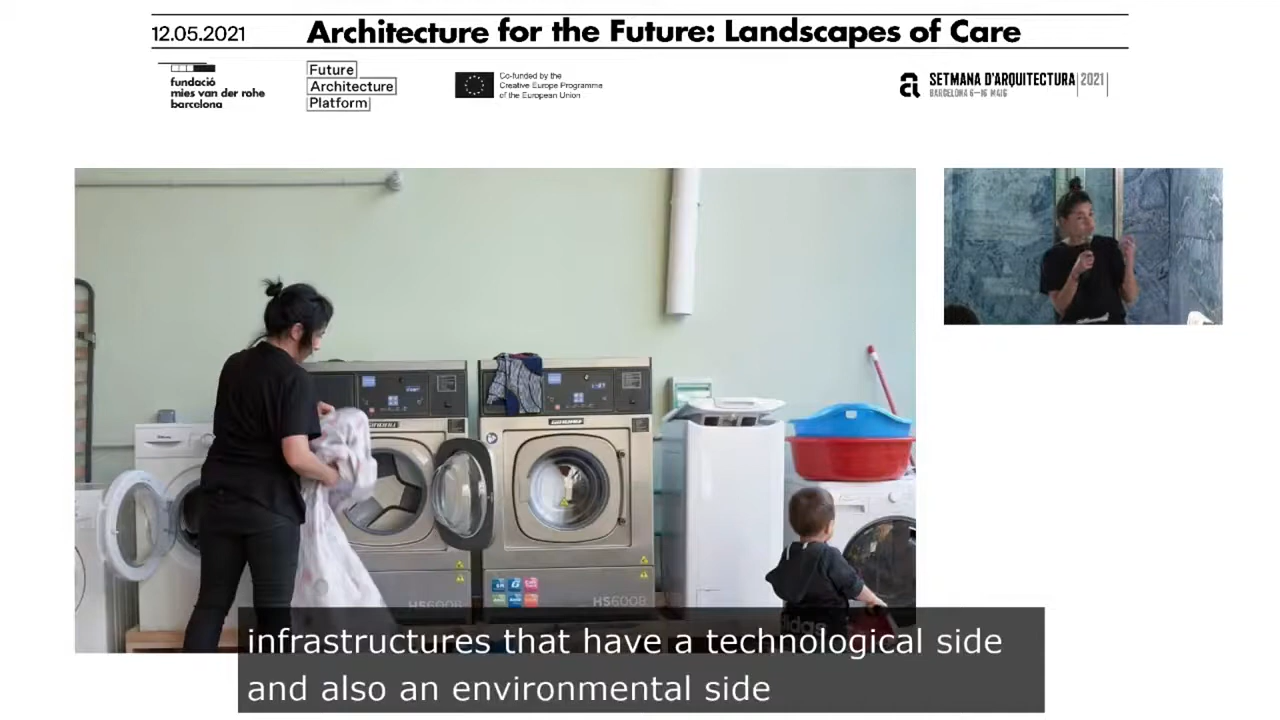 12.05.2021
Architecture for the Future: Landscapes of Care
fundació
mies van der rohe
barcelona
Future
Architecture
Platform
Co-funded by the
Creative Europe Programme
of the European Union
SETMANA D'ARQUITECTURA 2021
BARCELONA 6–16 MAIG
HS6008
HS6008
adidas
infrastructures that have a technological side
and also an environmental side